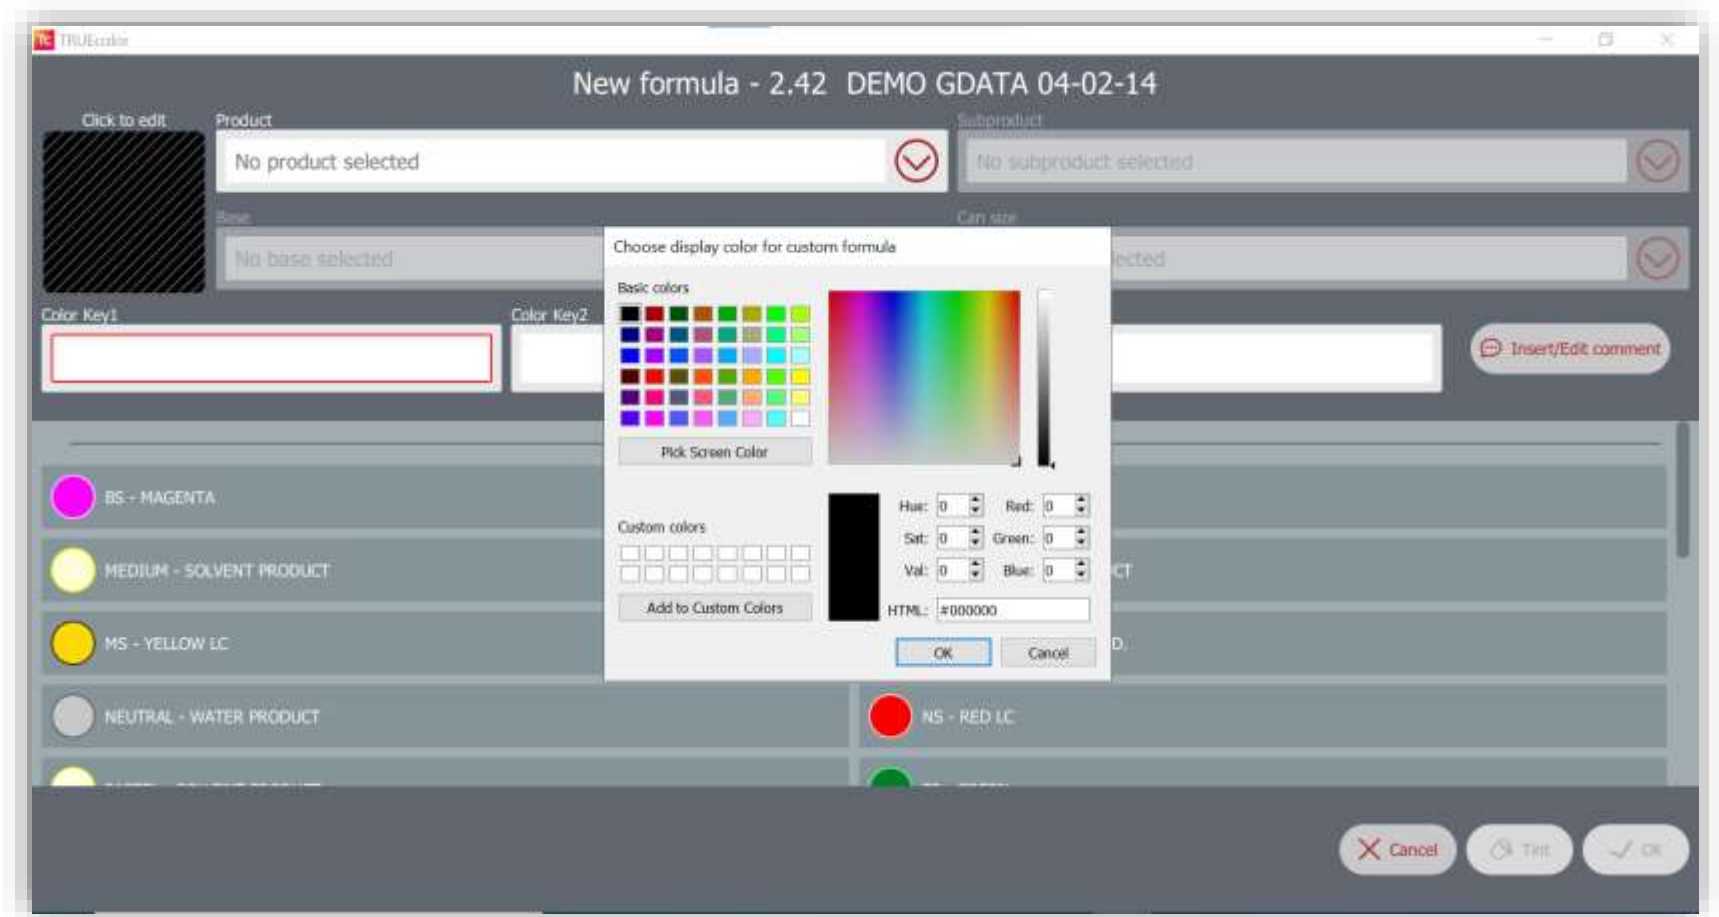 TRUEcolor
New formula - 2.42 DEMO GDATA 04-02-14
Click to edit
Product
Subproduct
No product selected
No subproduct selected
Base
Can size
No base selected
Choose display color for custom formula
Basic colors
Color Key1
Color Key2
Insert/Edit comment
Pick Screen Color
BS - MAGENTA
Custom colors
Hue: 0
Red: 0
Sat: 0
Green: 0
Val: 0
Blue: 0
MEDIUM - SOLVENT PRODUCT
Add to Custom Colors
HTML: #000000
MS - YELLOW LC
OK
Cancel
NEUTRAL - WATER PRODUCT
NS - RED LC
Cancel
Tint
OK